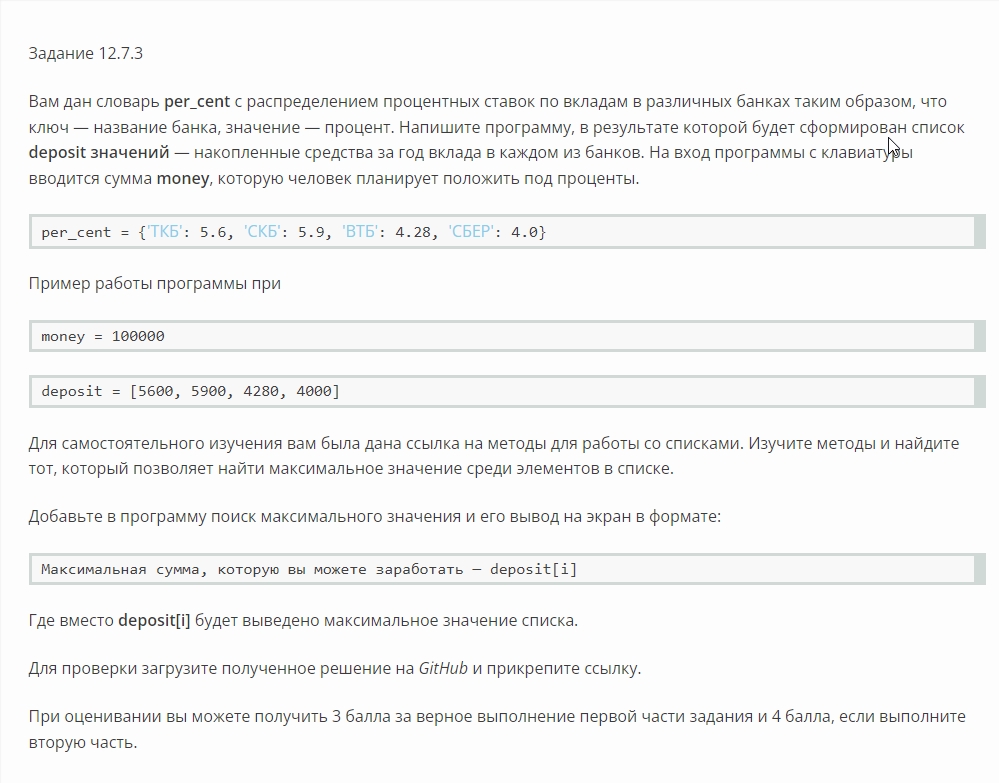 Задание 12.7.3
Вам дан словарь per_cent с распределением процентных ставок по вкладам в различных банках таким образом, что
ключ — название банка, значение — процент. Напишите программу, в результате которой будет сформирован список
deposit значений — накопленные средства за год вклада в каждом из банков. На вход программы с клавиатуры
вводится сумма money, которую человек планирует положить под проценты.
per_cent = {'ТКБ': 5.6, 'СКБ': 5.9, 'ВТБ': 4.28, 'СБЕР': 4.0}
Пример работы программы при
money = 100000
deposit = [5600, 5900, 4280, 4000]
Для самостоятельного изучения вам была дана ссылка на методы для работы со списками. Изучите методы и найдите
тот, который позволяет найти максимальное значение среди элементов в списке.
Добавьте в программу поиск максимального значения и его вывод на экран в формате:
Максимальная сумма, которую вы можете заработать — deposit[i]
Где вместо deposit[i] будет выведено максимальное значение списка.
Для проверки загрузите полученное решение на GitHub и прикрепите ссылку.
При оценивании вы можете получить 3 балла за верное выполнение первой части задания и 4 балла, если выполните
вторую часть.